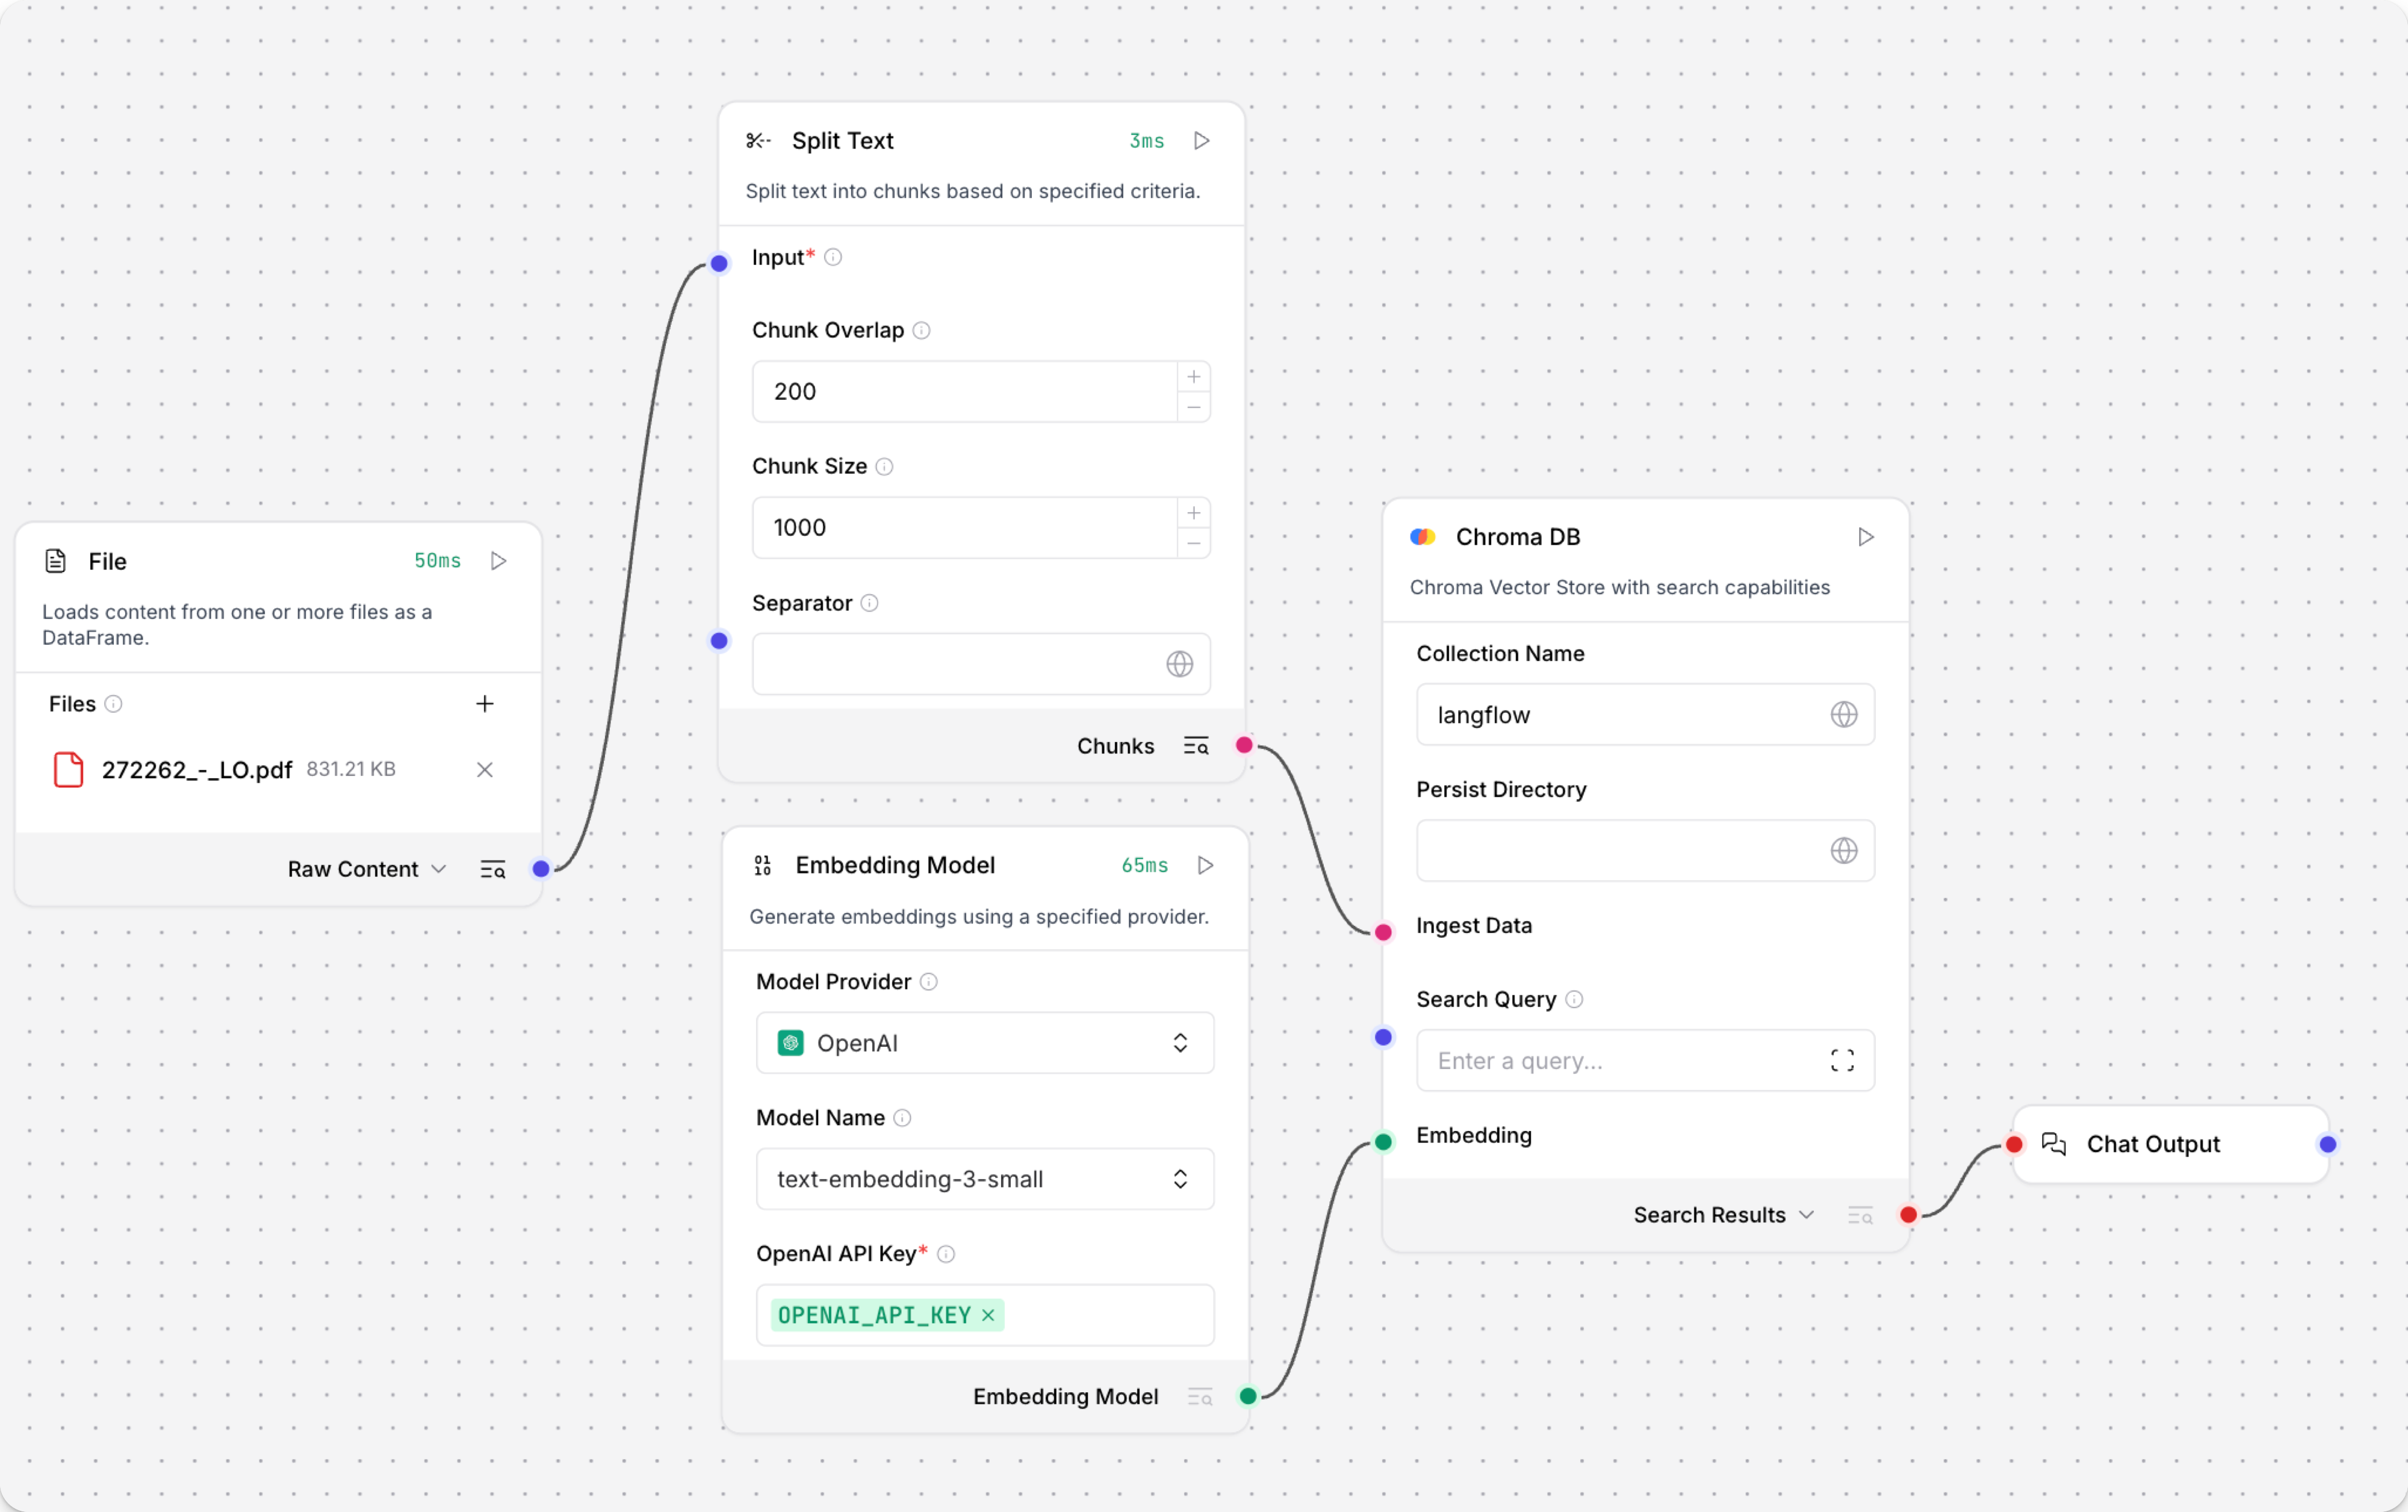 Split Text
3ms
Split text into chunks based on specified criteria.
Input*
Chunk Overlap
200
Chunk Size
1000
Separator
Chunks
File
50ms
Loads content from one or more files as a
DataFrame.
Files
272262_-_LO.pdf 831.21 KB
Raw Content
Embedding Model
65ms
Generate embeddings using a specified provider.
Model Provider
OpenAI
Model Name
text-embedding-3-small
OpenAI API Key*
OPENAI_API_KEY
Embedding Model
Chroma DB
Chroma Vector Store with search capabilities
Collection Name
langflow
Persist Directory
Ingest Data
Search Query
Enter a query...
Embedding
Search Results
Chat Output